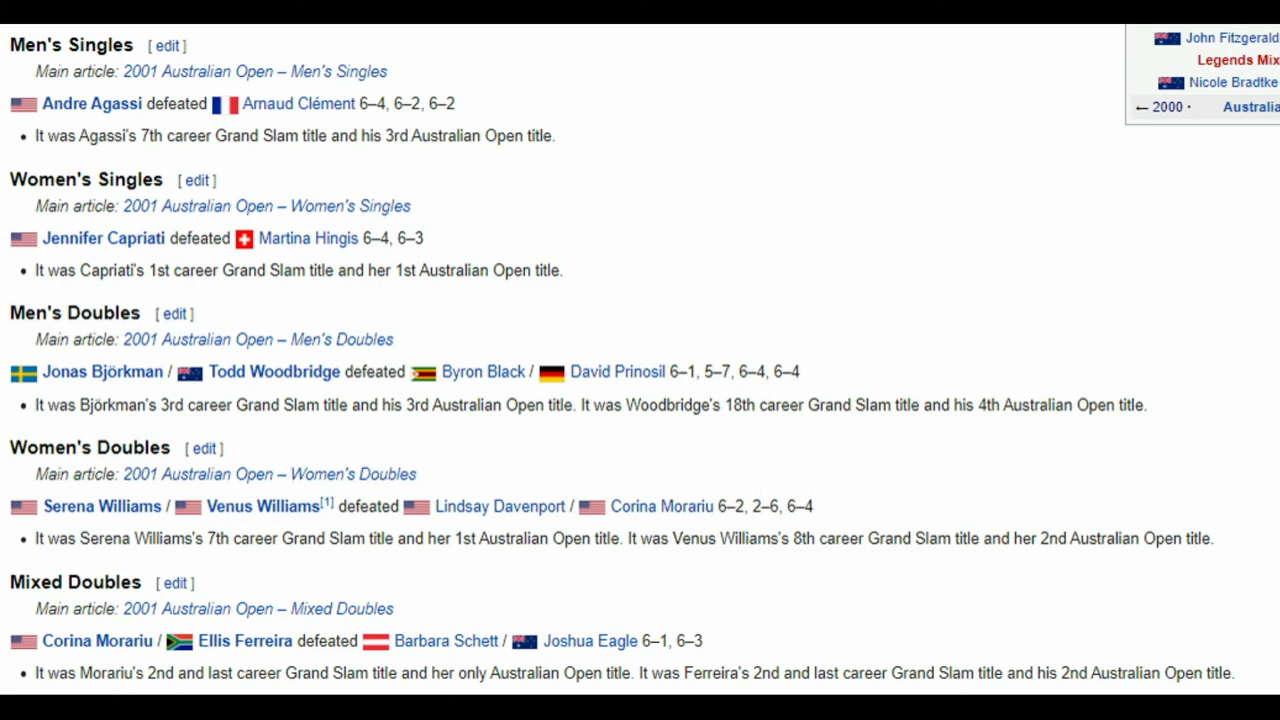 Men's Singles [ edit ]
Main article: 2001 Australian Open – Men's Singles
Andre Agassi defeated Arnaud Clément 6–4, 6–2, 6–2
• It was Agassi's 7th career Grand Slam title and his 3rd Australian Open title.
Women's Singles [ edit ]
Main article: 2001 Australian Open – Women's Singles
Jennifer Capriati defeated Martina Hingis 6–4, 6–3
• It was Capriati's 1st career Grand Slam title and her 1st Australian Open title.
Men's Doubles [ edit ]
Main article: 2001 Australian Open – Men's Doubles
Jonas Björkman / Todd Woodbridge defeated Byron Black / David Prinosil 6–1, 5–7, 6–4, 6–4
• It was Björkman's 3rd career Grand Slam title and his 3rd Australian Open title. It was Woodbridge's 18th career Grand Slam title and his 4th Australian Open title.
Women's Doubles [ edit ]
Main article: 2001 Australian Open – Women's Doubles
Serena Williams / Venus Williams[1] defeated Lindsay Davenport / Corina Morariu 6–2, 2–6, 6–4
• It was Serena Williams's 7th career Grand Slam title and her 1st Australian Open title. It was Venus Williams's 8th career Grand Slam title and her 2nd Australian Open title.
Mixed Doubles [ edit ]
Main article: 2001 Australian Open – Mixed Doubles
Corina Morariu / Ellis Ferreira defeated Barbara Schett / Joshua Eagle 6–1, 6–3
• It was Morariu's 2nd and last career Grand Slam title and her only Australian Open title. It was Ferreira's 2nd and last career Grand Slam title and his 2nd Australian Open title.
John Fitzgerald
Legends Mix
Nicole Bradtke
← 2000 · Australia